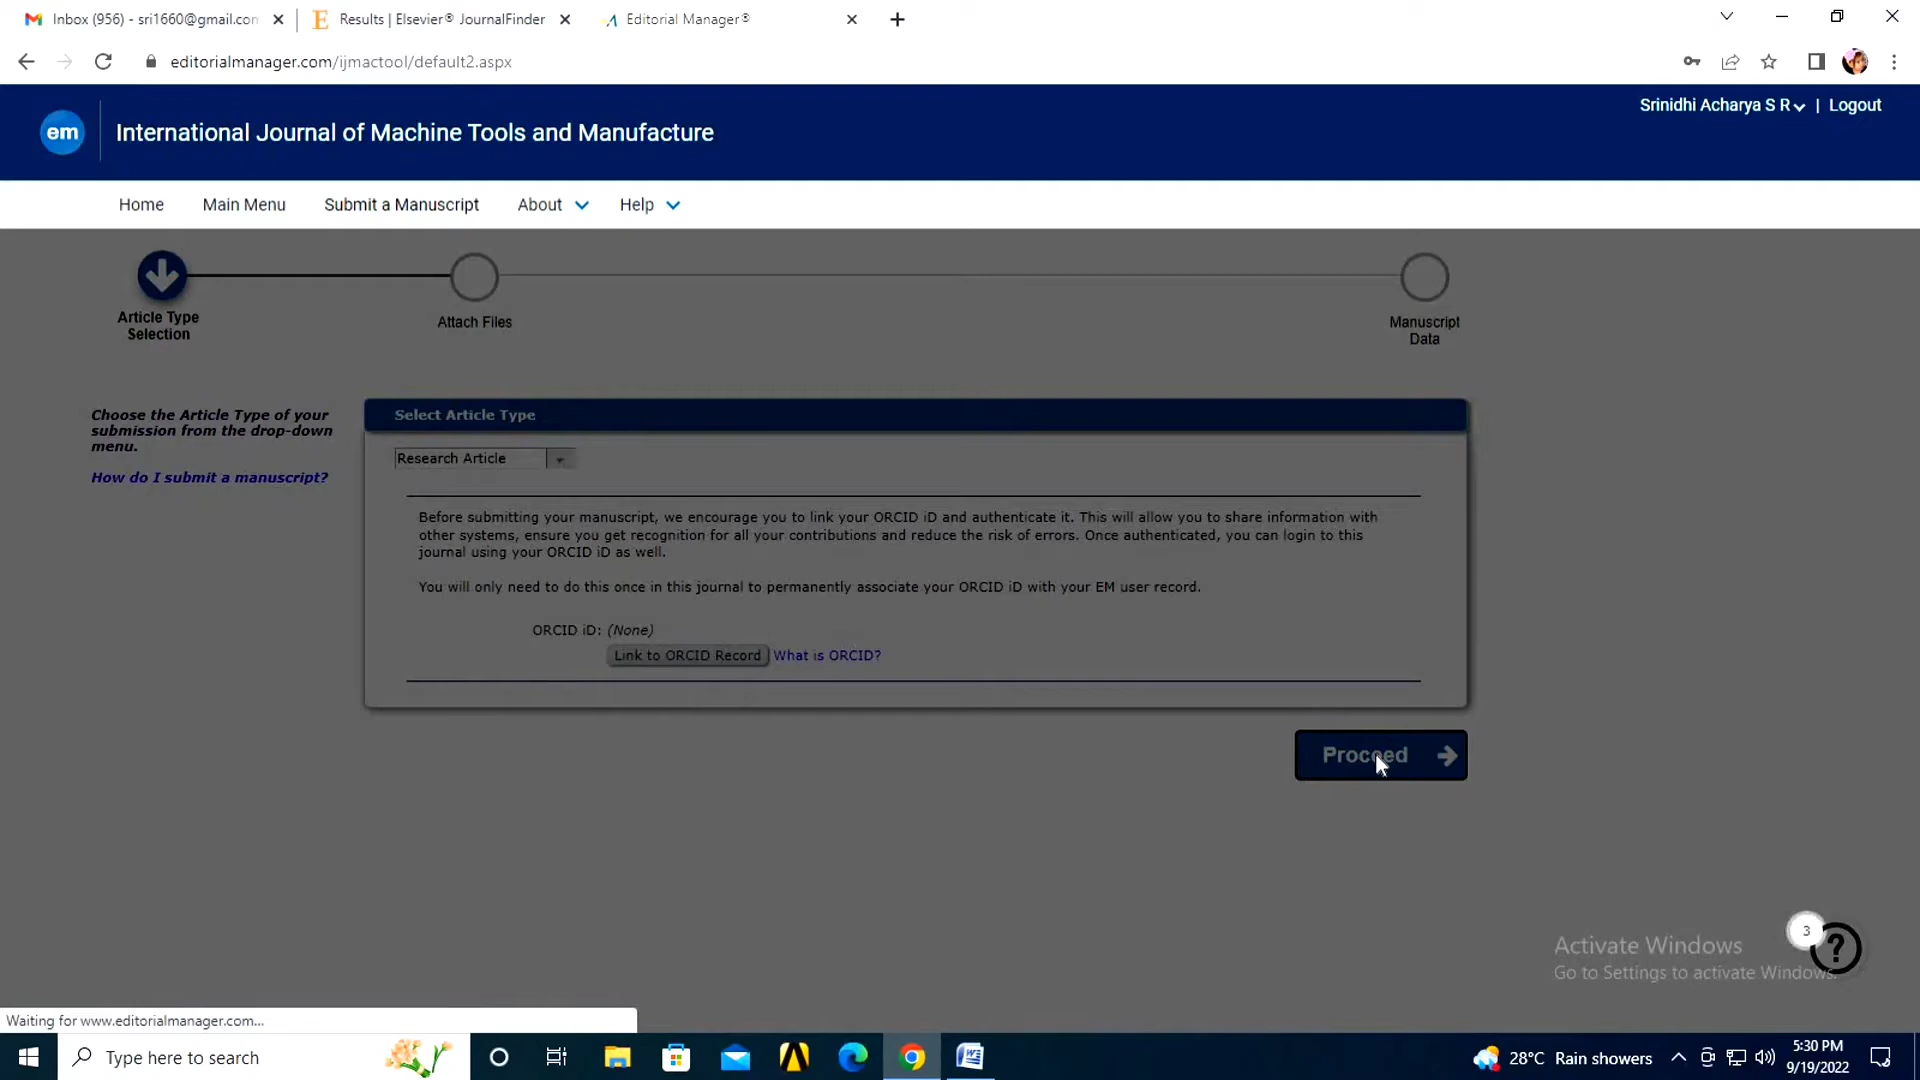 Inbox (956) - sri1660@gmail.con
Results | Elsevier® JournalFinder
Editorial Manager®
editorialmanager.com/ijmactool/default2.aspx
Srinidhi Acharya S R | Logout
em
International Journal of Machine Tools and Manufacture
Home Main Menu Submit a Manuscript About Help
Article Type
Selection
Attach Files
Manuscript
Data
Choose the Article Type of your
submission from the drop-down
menu.
How do I submit a manuscript?
Select Article Type
Research Article
Before submitting your manuscript, we encourage you to link your ORCID iD and authenticate it. This will allow you to share information with
other systems, ensure you get recognition for all your contributions and reduce the risk of errors. Once authenticated, you can login to this
journal using your ORCID iD as well.
You will only need to do this once in this journal to permanently associate your ORCID iD with your EM user record.
ORCID iD: (None)
Link to ORCID Record What is ORCID?
Proceed
3
?
Activate Windows
Go to Settings to activate Windows.
Waiting for www.editorialmanager.com...
Type here to search
28°C Rain showers
5:30 PM
9/19/2022